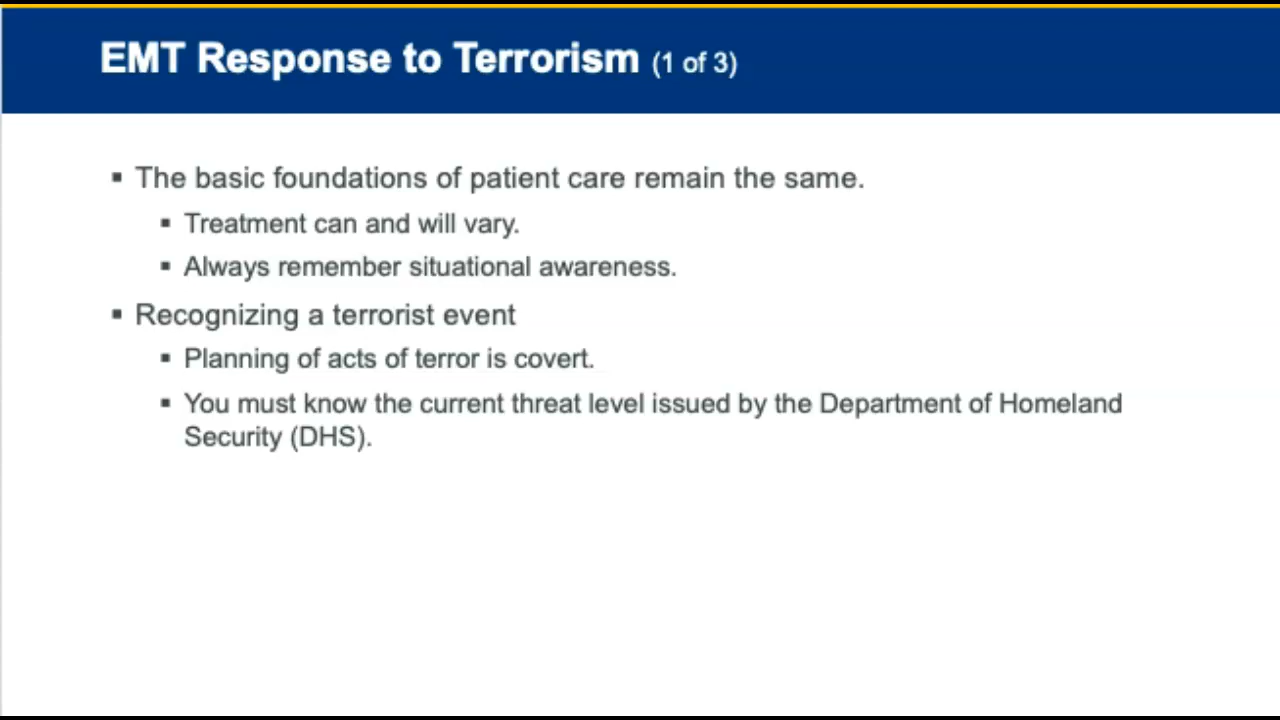 EMT Response to Terrorism (1 of 3)
▪ The basic foundations of patient care remain the same.
▪ Treatment can and will vary.
▪ Always remember situational awareness.
▪ Recognizing a terrorist event
▪ Planning of acts of terror is covert.
▪ You must know the current threat level issued by the Department of Homeland
Security (DHS).